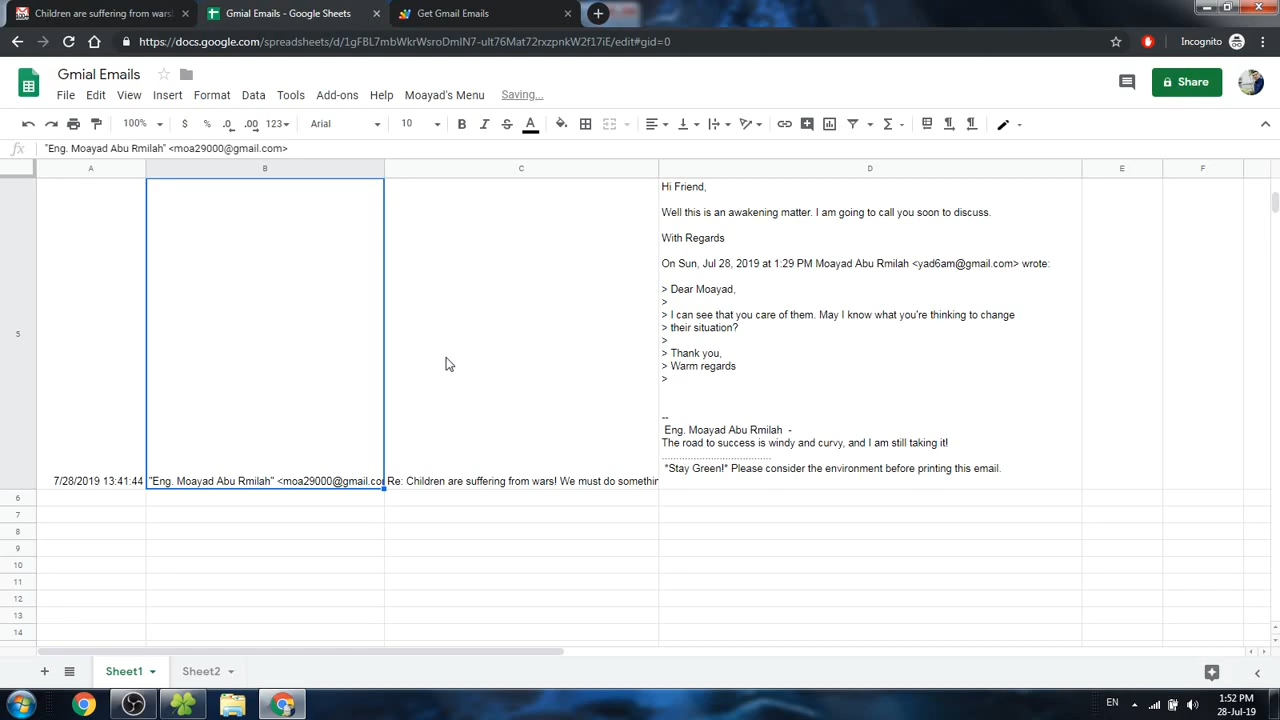 Children are suffering from wars!
Gmial Emails - Google Sheets
Get Gmail Emails
https://docs.google.com/spreadsheets/d/1gFBL7mbWkrWsroDmIN7-ult76Mat72nzpnkW2f17iE/edit#gid=0
Incognito
Gmial Emails
Share
File Edit View Insert Format Data Tools Add-ons Help Moayad's Menu Saving...
100% $ % .0 .00 123 Arial 10 B I S A
fx "Eng. Moayad Abu Rmilah" <moa29000@gmail.com>
A B C D E F
Hi Friend,
Well this is an awakening matter. I am going to call you soon to discuss.
With Regards
On Sun, Jul 28, 2019 at 1:29 PM Moayad Abu Rmilah <yad6am@gmail.com> wrote:
> Dear Moayad,
>
> I can see that you care of them. May I know what you're thinking to change
5
> their situation?
>
> Thank you,
> Warm regards
>
--
Eng. Moayad Abu Rmilah -
The road to success is windy and curvy, and I am still taking it!
......................................
*Stay Green!* Please consider the environment before printing this email.
7/28/2019 13:41:44 "Eng. Moayad Abu Rmilah" <moa29000@gmail.co Re: Children are suffering from wars! We must do somethin
6
7
8
9
10
11
12
13
14
Sheet1 Sheet2
EN
1:52 PM
28-Jul-19